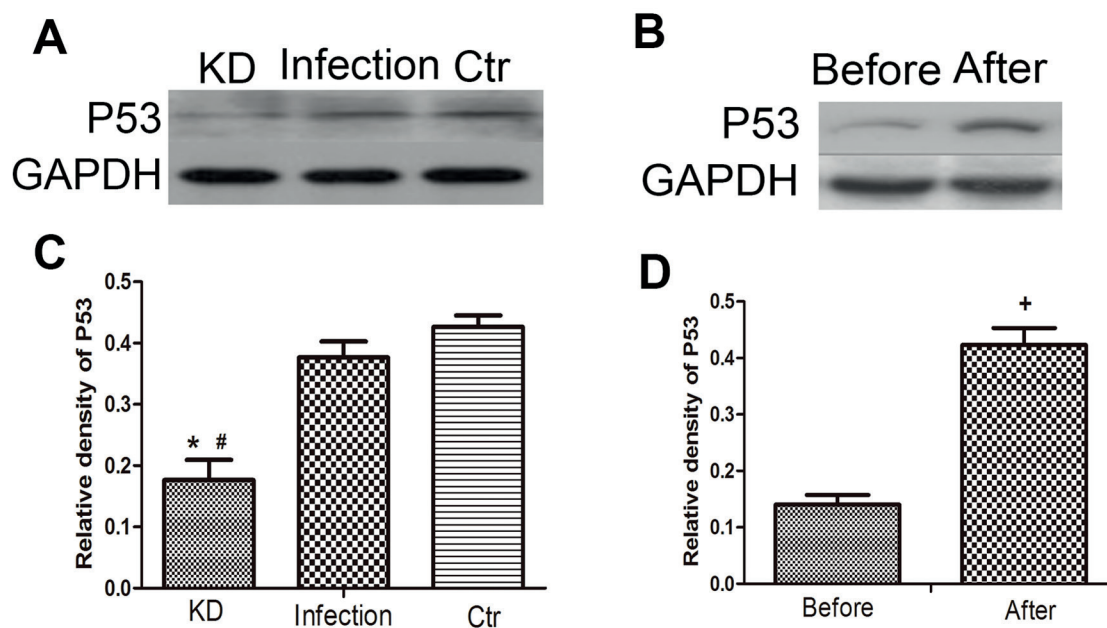 A
KD Infection Ctr
P53
GAPDH
B
Before After
P53
GAPDH
C
Relative density of P53
0.5
0.4
0.3
0.2
0.1
0.0
* #
KD Infection Ctr
D
Relative density of P53
0.5
0.4
0.3
0.2
0.1
0.0
+
Before After